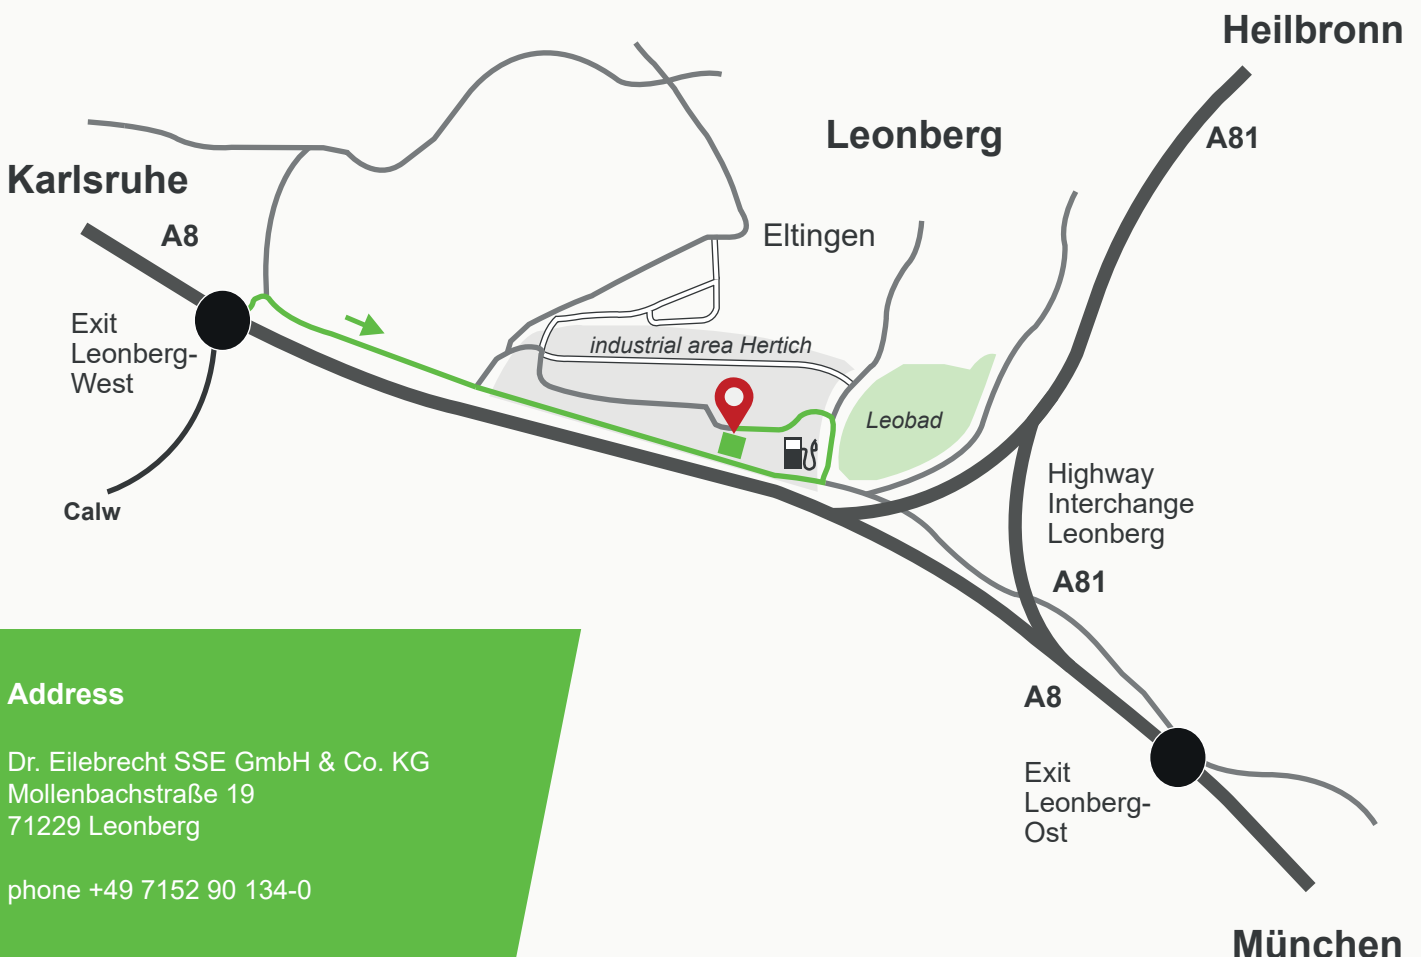 Heilbronn
A81
Leonberg
Karlsruhe
A8
Eltingen
Exit
Leonberg-
West
industrial area Hertich
Leobad
Calw
Highway
Interchange
Leonberg
A81
A8
Exit
Leonberg-
Ost
München
Address
Dr. Eilebrecht SSE GmbH & Co. KG
Mollenbachstraße 19
71229 Leonberg
phone +49 7152 90 134-0